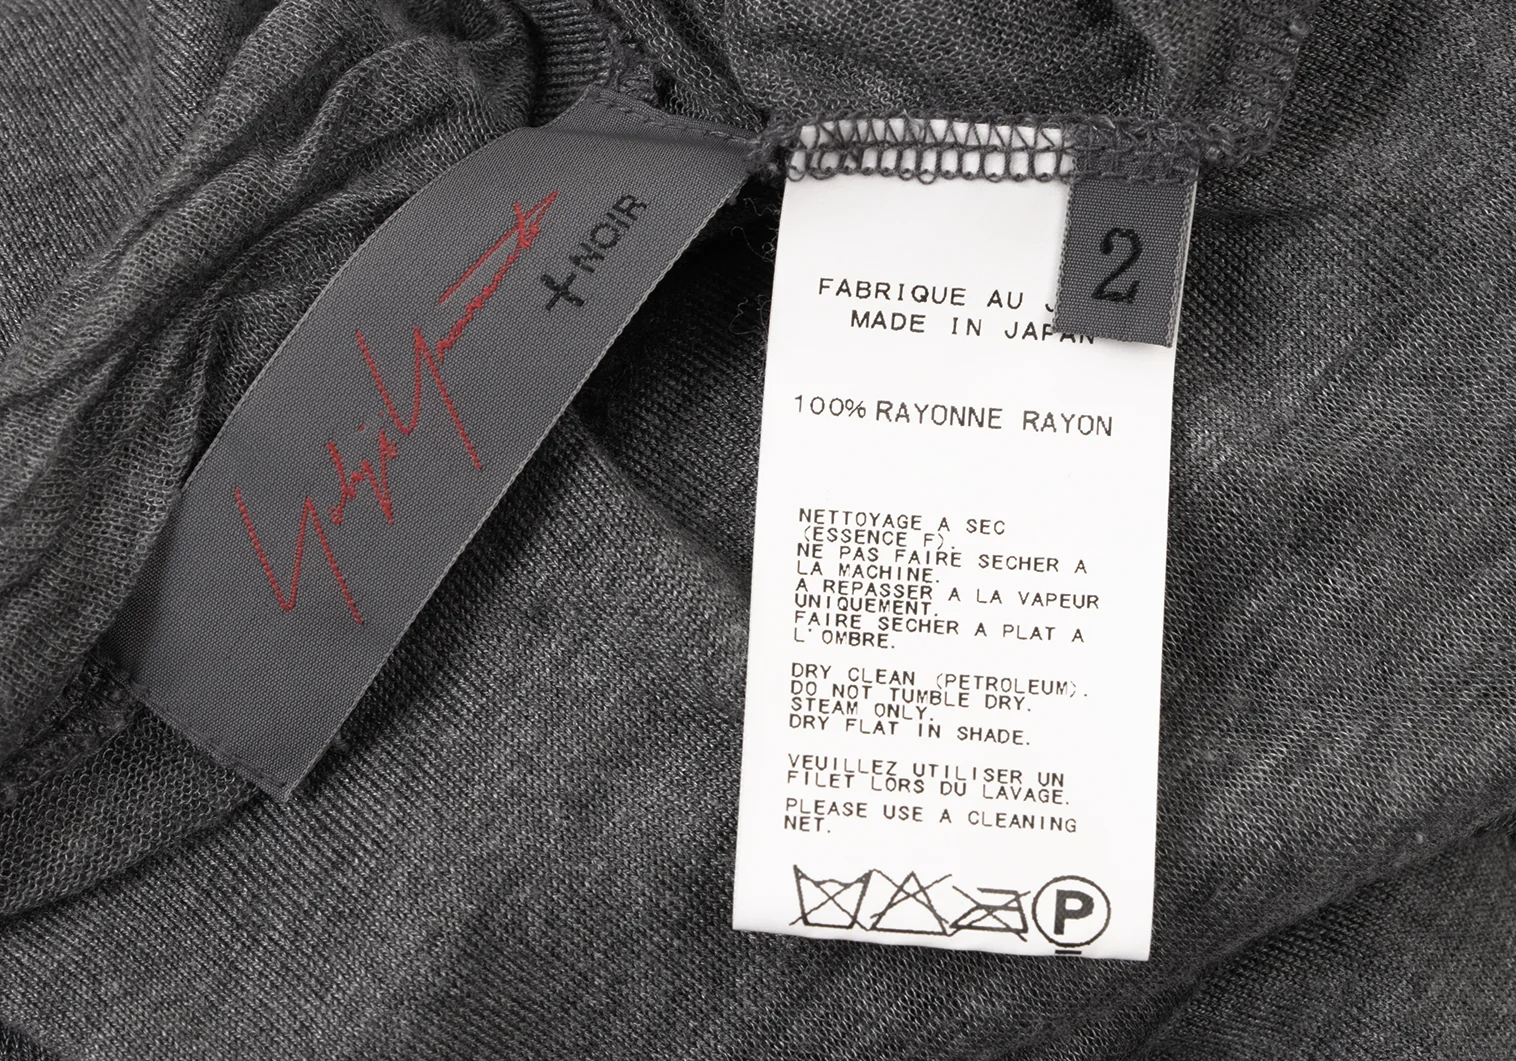 Yohji Yamamoto
+NOIR
2
FABRIQUE AU
MADE IN JAPAN
100% RAYONNE RAYON
NETTOYAGE A SEC
(ESSENCE F).
NE PAS FAIRE SECHER A
LA MACHINE.
A REPASSER A LA VAPEUR
UNIQUEMENT.
FAIRE SECHER A PLAT A
L'OMBRE.
DRY CLEAN (PETROLEUM).
DO NOT TUMBLE DRY.
STEAM ONLY.
DRY FLAT IN SHADE.
VEUILLEZ UTILISER UN
FILET LORS DU LAVAGE.
PLEASE USE A CLEANING
NET.
P